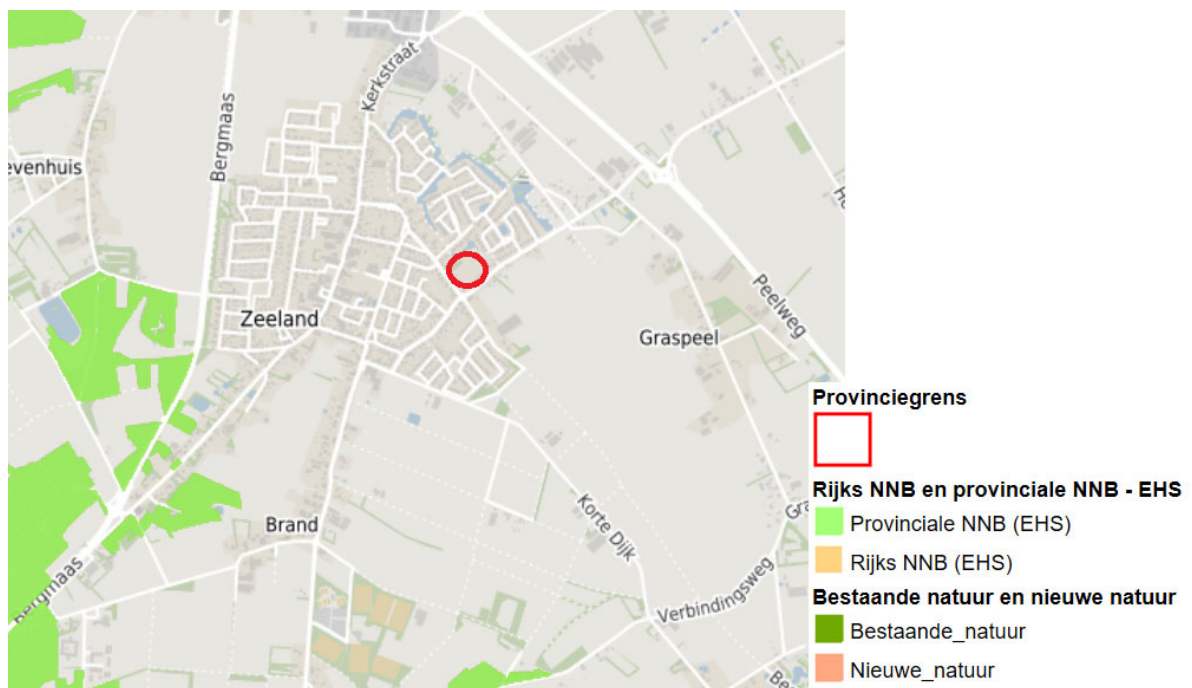 Kerkstraat
Bergmaas
evenhuis
Peelweg
Zeeland
Graspeel
Brand
Korte Dijk
Bergmaas
Verbindingsweg
Gra
Provinciegrens
Rijks NNB en provinciale NNB - EHS
Provinciale NNB (EHS)
Rijks NNB (EHS)
Bestaande natuur en nieuwe natuur
Bestaande_natuur
Nieuwe_natuur